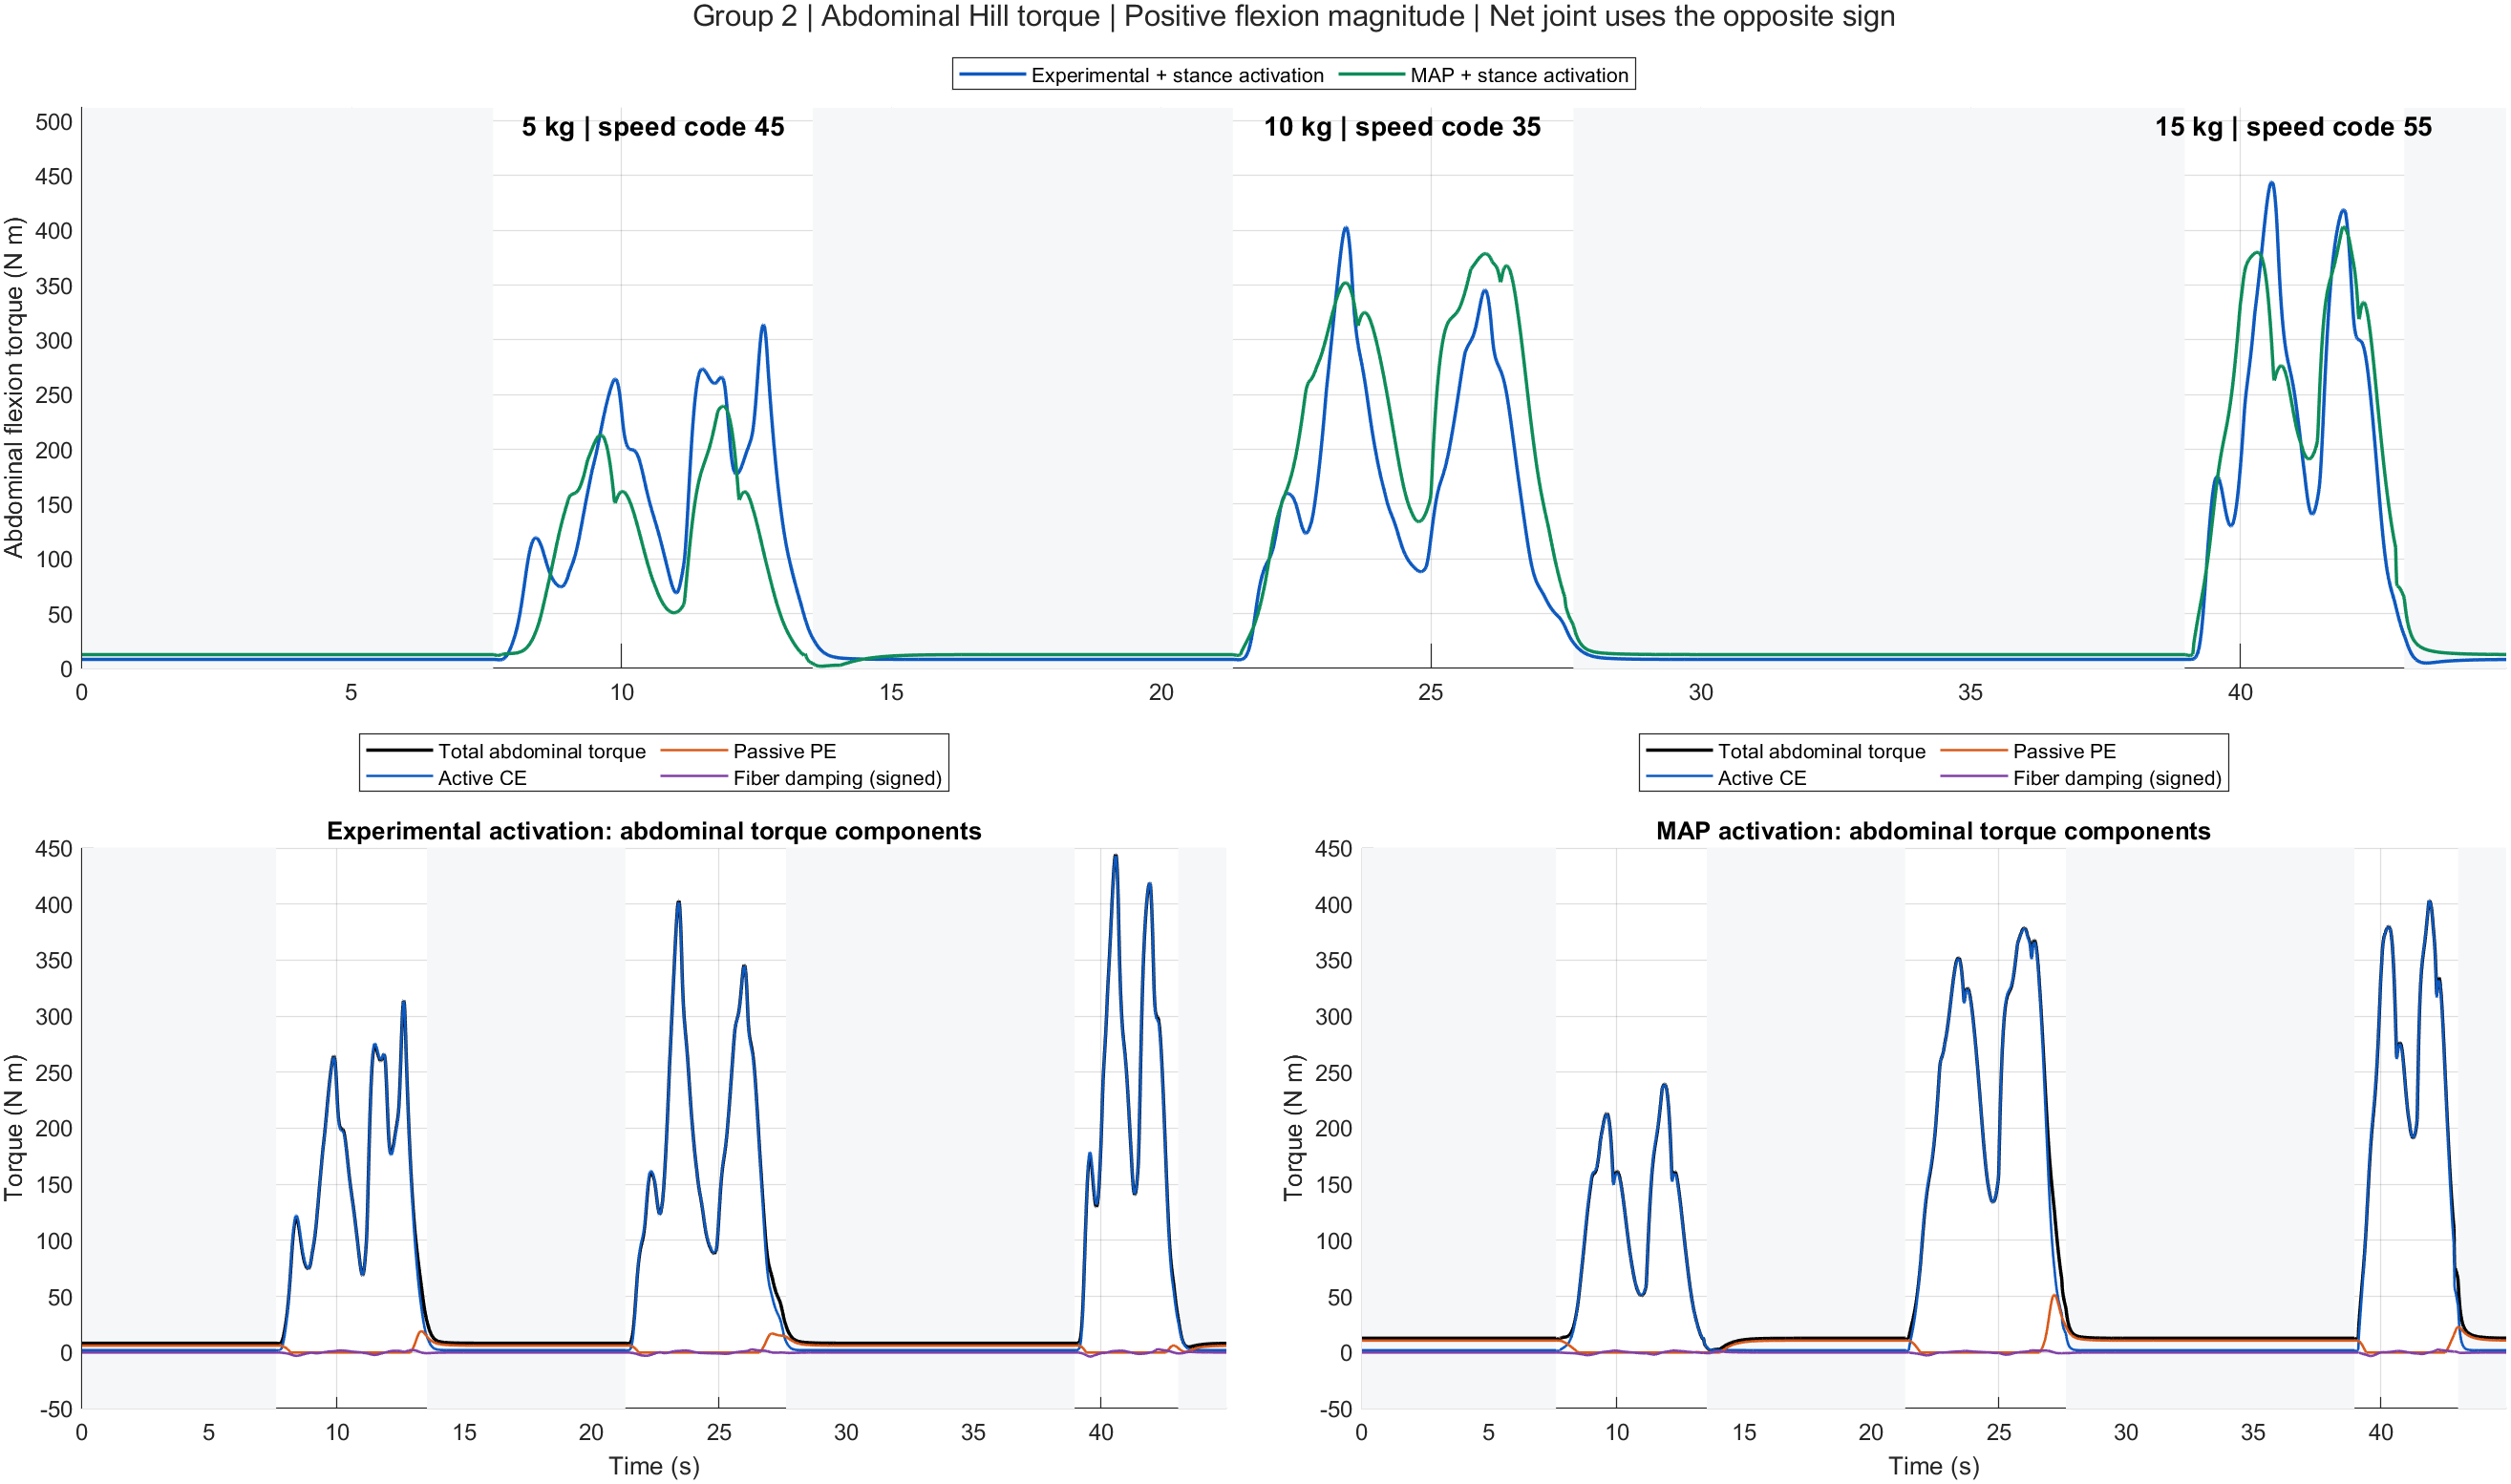 Group 2 | Abdominal Hill torque | Positive flexion magnitude | Net joint uses the opposite sign
Experimental + stance activation MAP + stance activation
5 kg | speed code 45 10 kg | speed code 35 15 kg | speed code 55
Abdominal flexion torque (N m)
500
450
400
350
300
250
200
150
100
50
0
0 5 10 15 20 25 30 35 40
Total abdominal torque Passive PE
Active CE Fiber damping (signed)
Experimental activation: abdominal torque components
Torque (N m)
450
400
350
300
250
200
150
100
50
0
-50
0 5 10 15 20 25 30 35 40
Time (s)
Total abdominal torque Passive PE
Active CE Fiber damping (signed)
MAP activation: abdominal torque components
Torque (N m)
450
400
350
300
250
200
150
100
50
0
-50
0 5 10 15 20 25 30 35 40
Time (s)